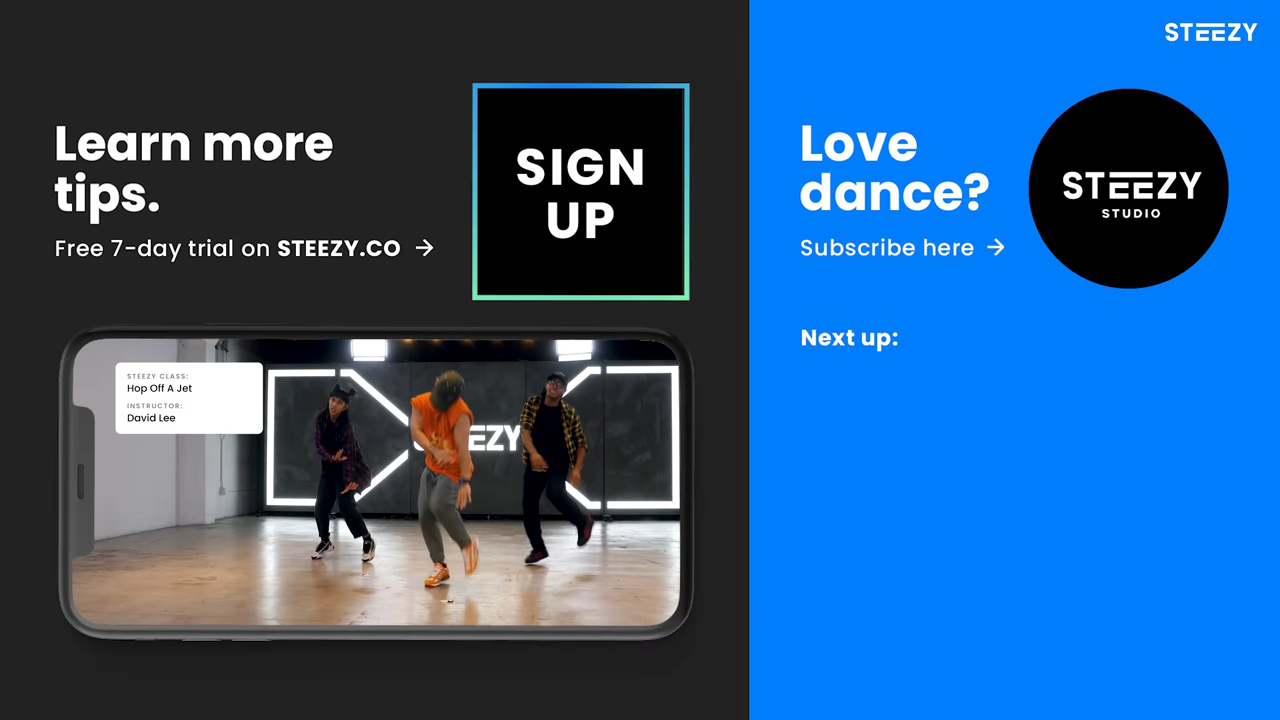 Learn more
tips.
Free 7-day trial on STEEZY.CO →
SIGN
UP
STEEZY CLASS:
Hop Off A Jet
INSTRUCTOR:
David Lee
EZY
STEEZY
Love
dance?
Subscribe here →
STEEZY
STUDIO
Next up: